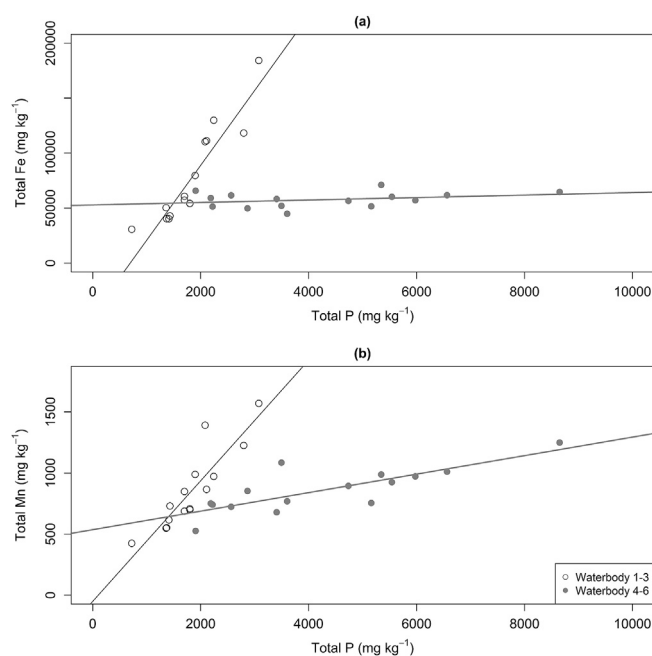 (a)
Total Fe (mg kg⁻¹)
200000
100000
50000
0
0 2000 4000 6000 8000 10000
Total P (mg kg⁻¹)
(b)
Total Mn (mg kg⁻¹)
1500
1000
500
0
Waterbody 1-3
Waterbody 4-6
0 2000 4000 6000 8000 10000
Total P (mg kg⁻¹)